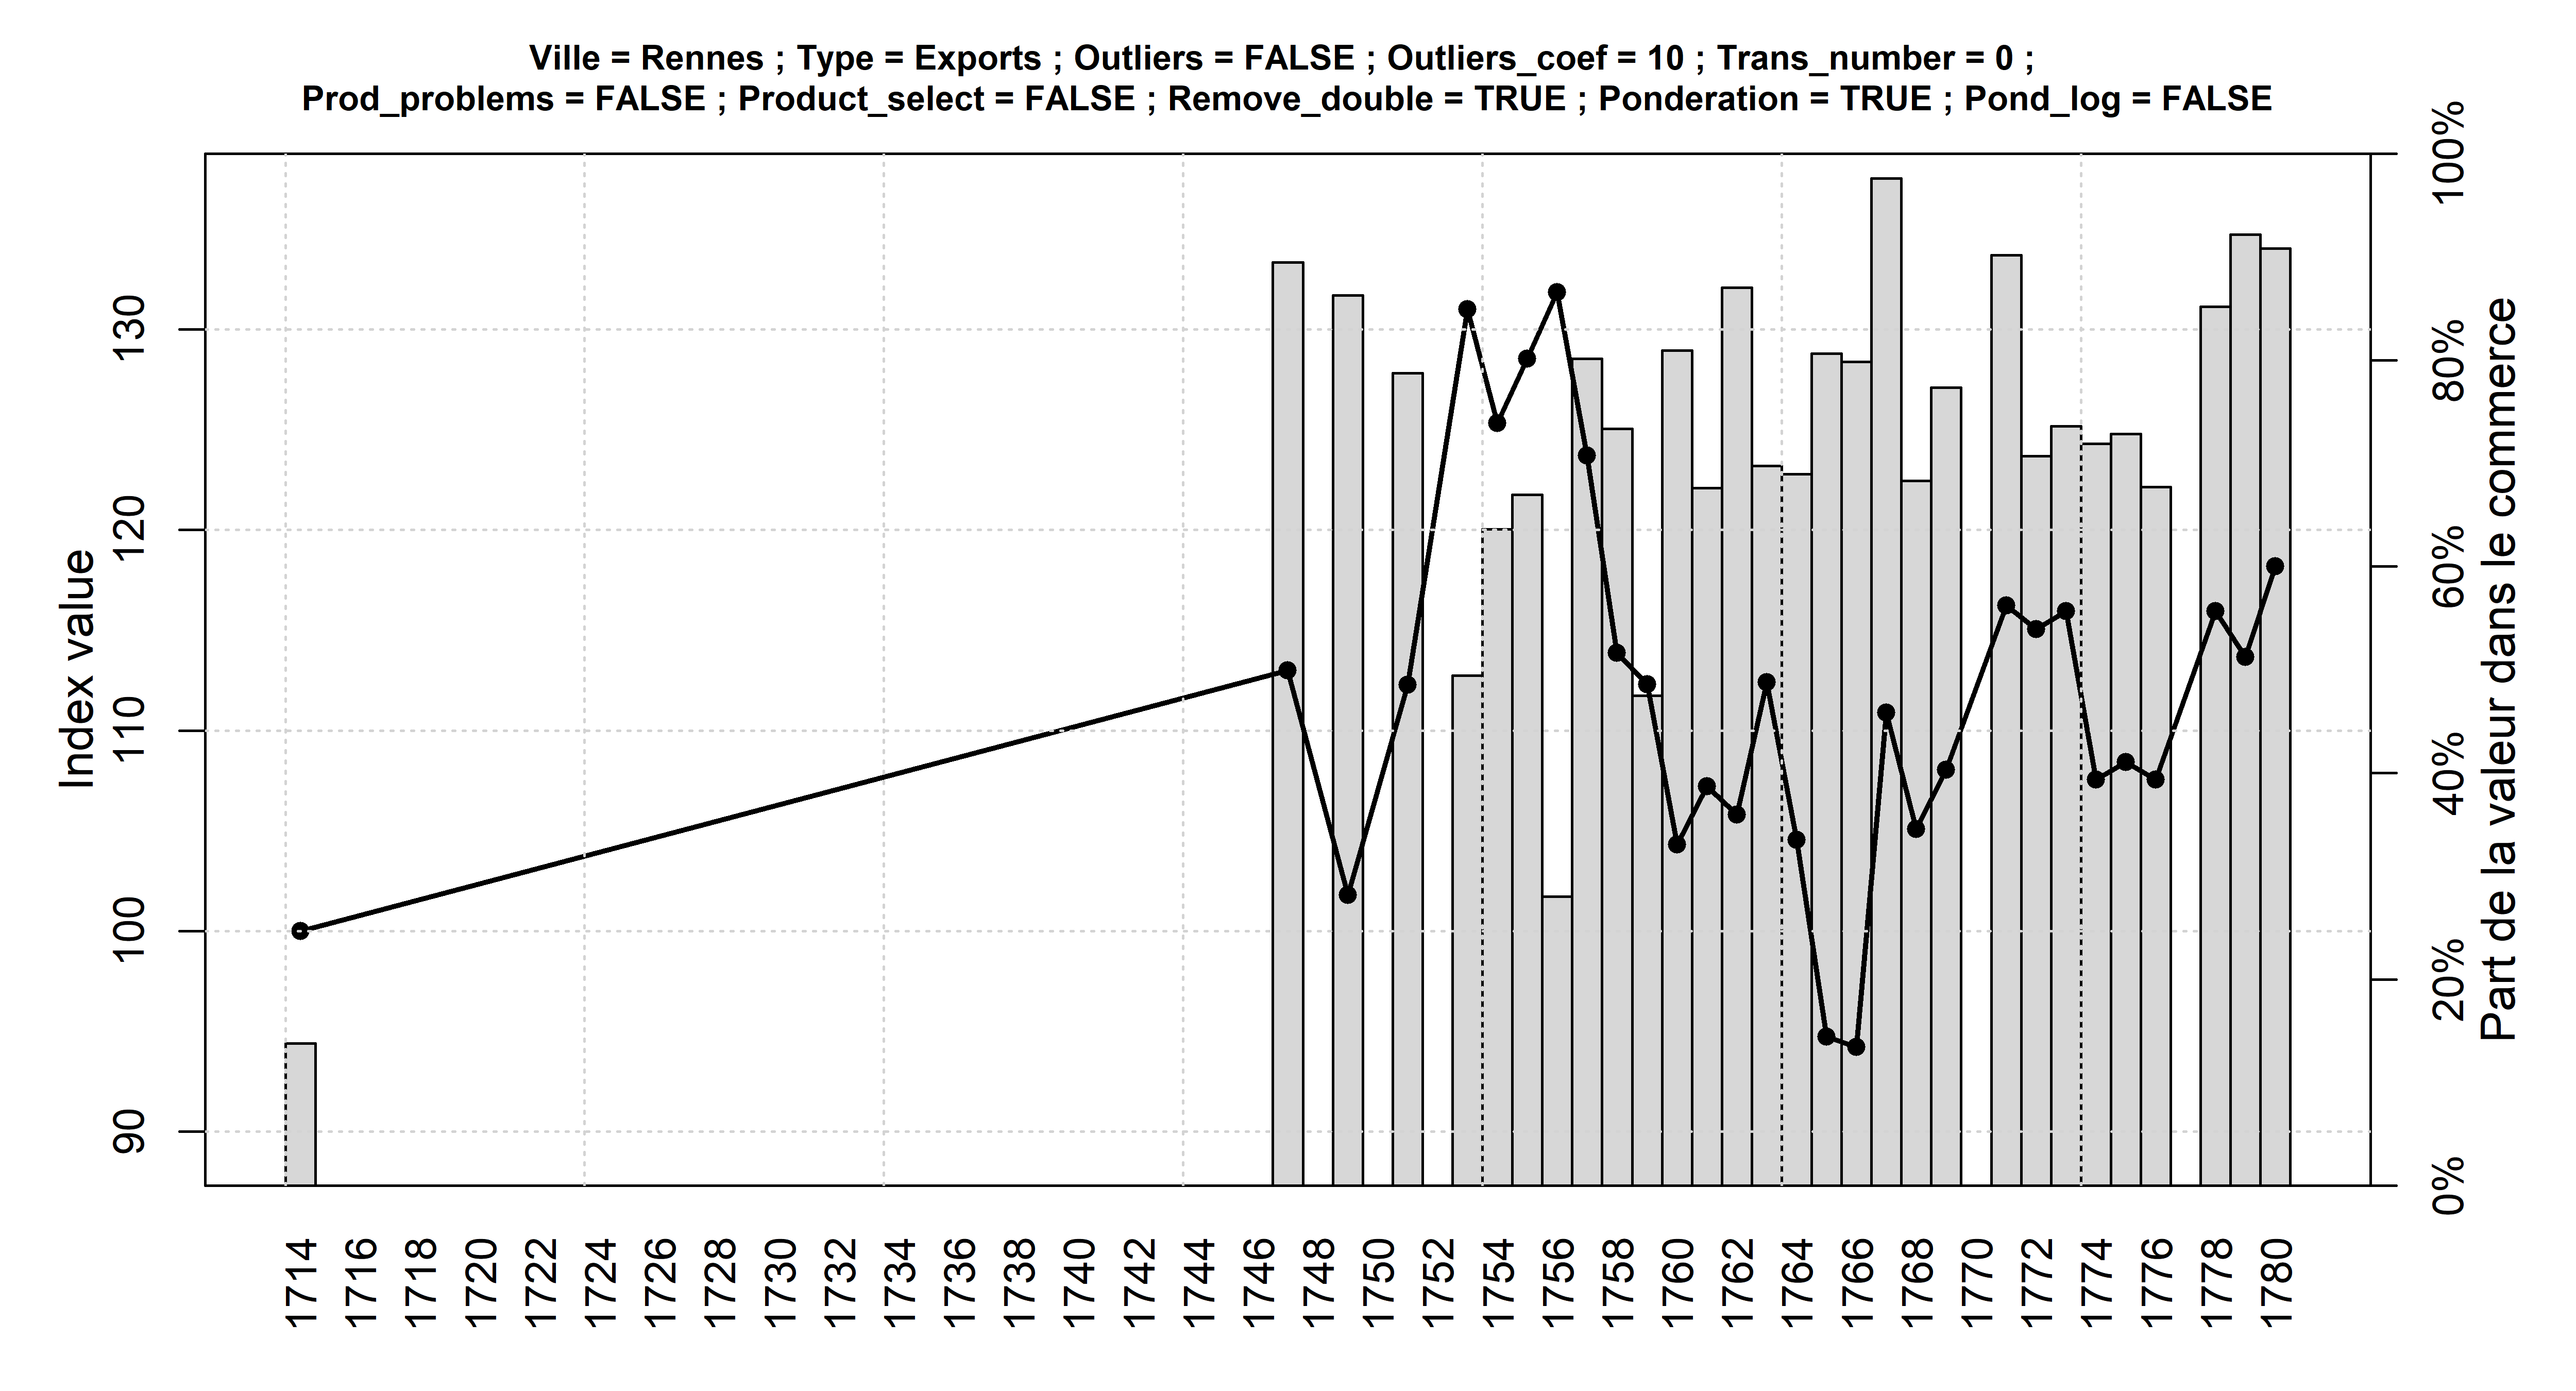 Ville = Rennes ; Type = Exports ; Outliers = FALSE ; Outliers_coef = 10 ; Trans_number = 0 ;
Prod_problems = FALSE ; Product_select = FALSE ; Remove_double = TRUE ; Ponderation = TRUE ; Pond_log = FALSE
Index value
130
120
110
100
90
100%
80%
60%
40%
20%
0%
Part de la valeur dans le commerce
1714 1716 1718 1720 1722 1724 1726 1728 1730 1732 1734 1736 1738 1740 1742 1744 1746 1748 1750 1752 1754 1756 1758 1760 1762 1764 1766 1768 1770 1772 1774 1776 1778 1780